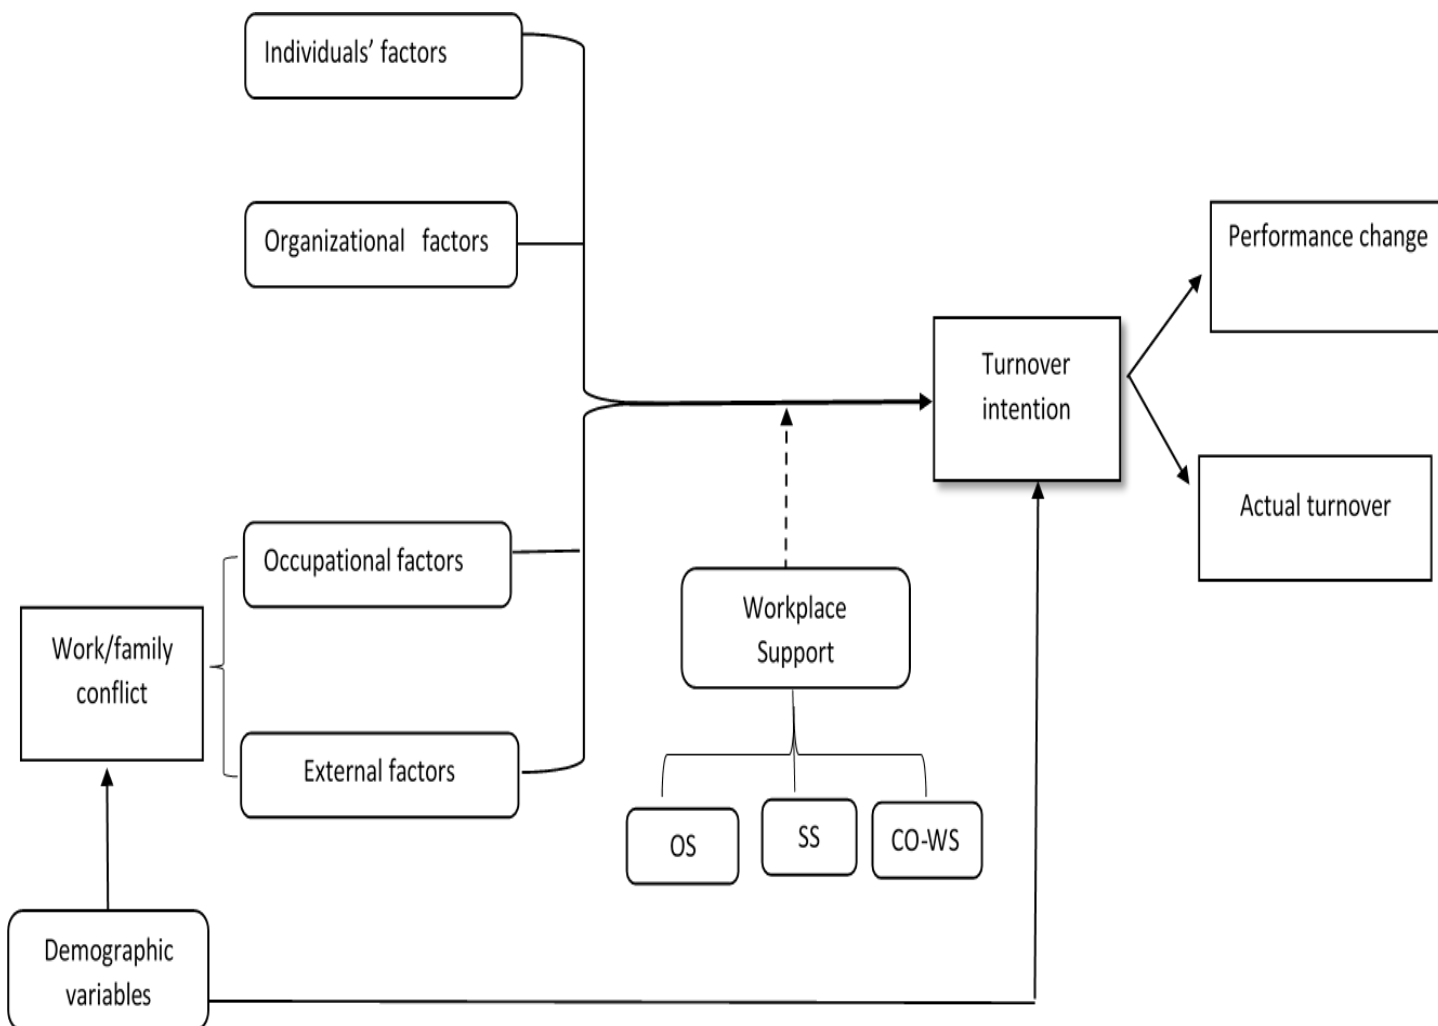 Individuals’ factors
Organizational factors
Performance change
Turnover
intention
Actual turnover
Occupational factors
Workplace
Support
Work/family
conflict
External factors
OS
SS
CO-WS
Demographic
variables